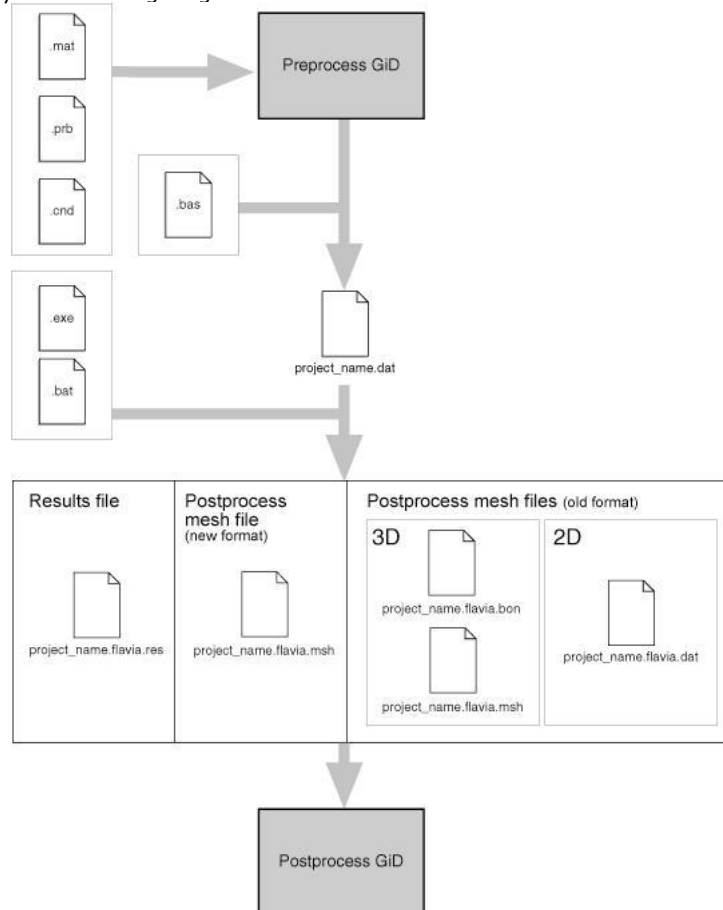 .mat
Preprocess GiD
.prb
.cnd
.bas
.exe
.bat
project_name.dat
Results file
project_name.flavia.res
Postprocess
mesh file
(new format)
project_name.flavia.msh
Postprocess mesh files (old format)
3D
project_name.flavia.bon
project_name.flavia.msh
2D
project_name.flavia.dat
Postprocess GiD